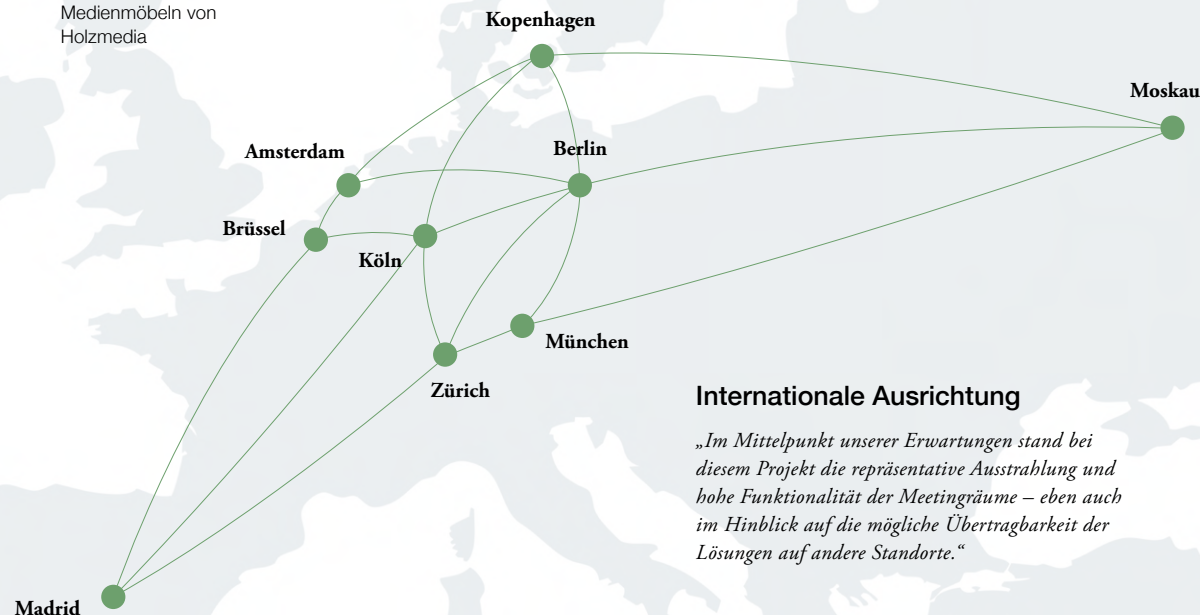 Medienmöbeln von
Holzmedia
Kopenhagen
Moskau
Amsterdam
Berlin
Brüssel
Köln
München
Zürich
Internationale Ausrichtung
„Im Mittelpunkt unserer Erwartungen stand bei
diesem Projekt die repräsentative Ausstrahlung und
hohe Funktionalität der Meetingräume – eben auch
im Hinblick auf die mögliche Übertragbarkeit der
Lösungen auf andere Standorte.“
Madrid